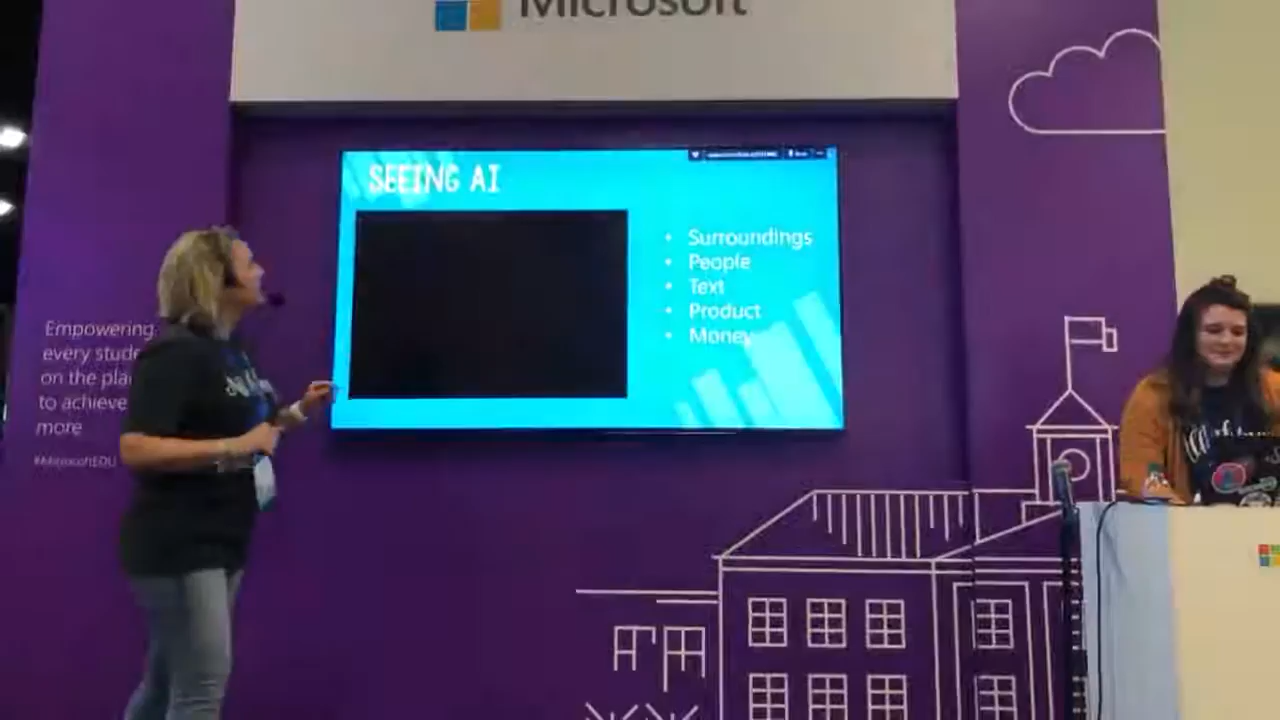 Microsoft
SEEING AI
• Surroundings
• People
• Text
• Product
• Money
Empowering
every stude
on the pla
to achieve
more
#MicrosoftEDU